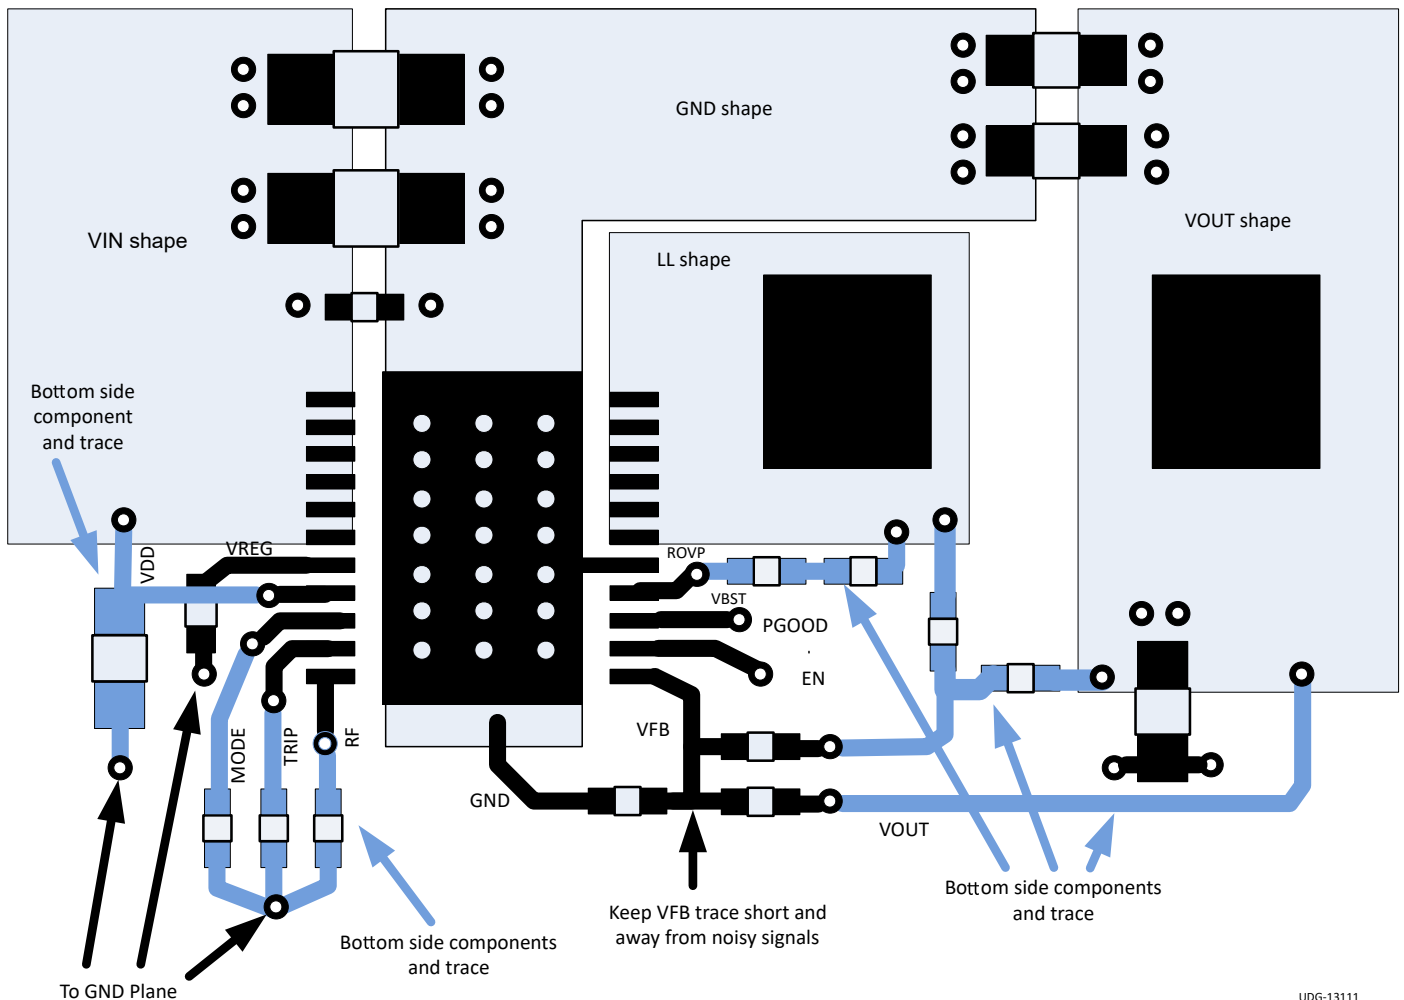 GND shape
VIN shape
VOUT shape
LL shape
Bottom side
component
and trace
VDD
VREG
ROVP
VBST
PGOOD
EN
VFB
MODE
TRIP
RF
GND
VOUT
Keep VFB trace short and
away from noisy signals
Bottom side components
and trace
Bottom side components
and trace
To GND Plane
UDG-13111